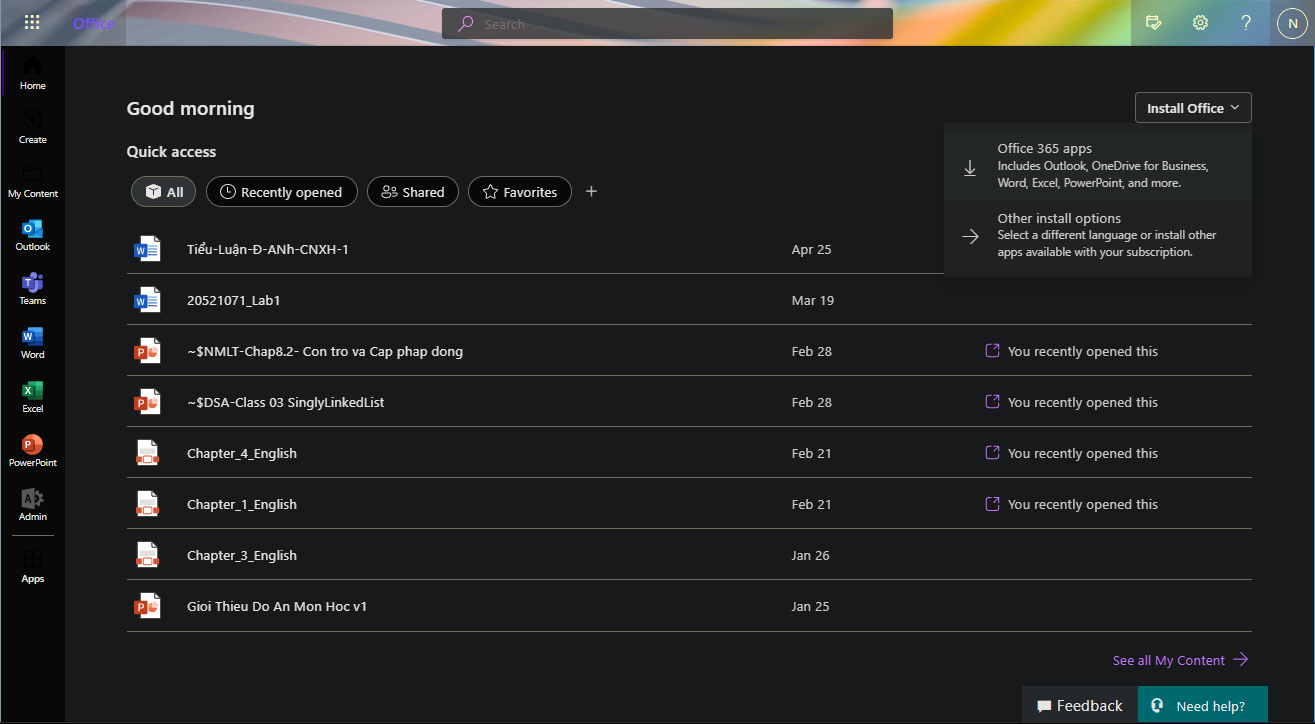 Office
Search
N
Home
Create
My Content
Outlook
Teams
Word
Excel
PowerPoint
Admin
Apps
Good morning
Install Office
Office 365 apps
Includes Outlook, OneDrive for Business,
Word, Excel, PowerPoint, and more.
Other install options
Select a different language or install other
apps available with your subscription.
Quick access
All
Recently opened
Shared
Favorites
Tiểu-Luận-Đ-ANh-CNXH-1 Apr 25
20521071_Lab1 Mar 19
~$NMLT-Chap8.2- Con tro va Cap phap dong Feb 28 You recently opened this
~$DSA-Class 03 SinglyLinkedList Feb 28 You recently opened this
Chapter_4_English Feb 21 You recently opened this
Chapter_1_English Feb 21 You recently opened this
Chapter_3_English Jan 26
Gioi Thieu Do An Mon Hoc v1 Jan 25
See all My Content
Feedback
Need help?